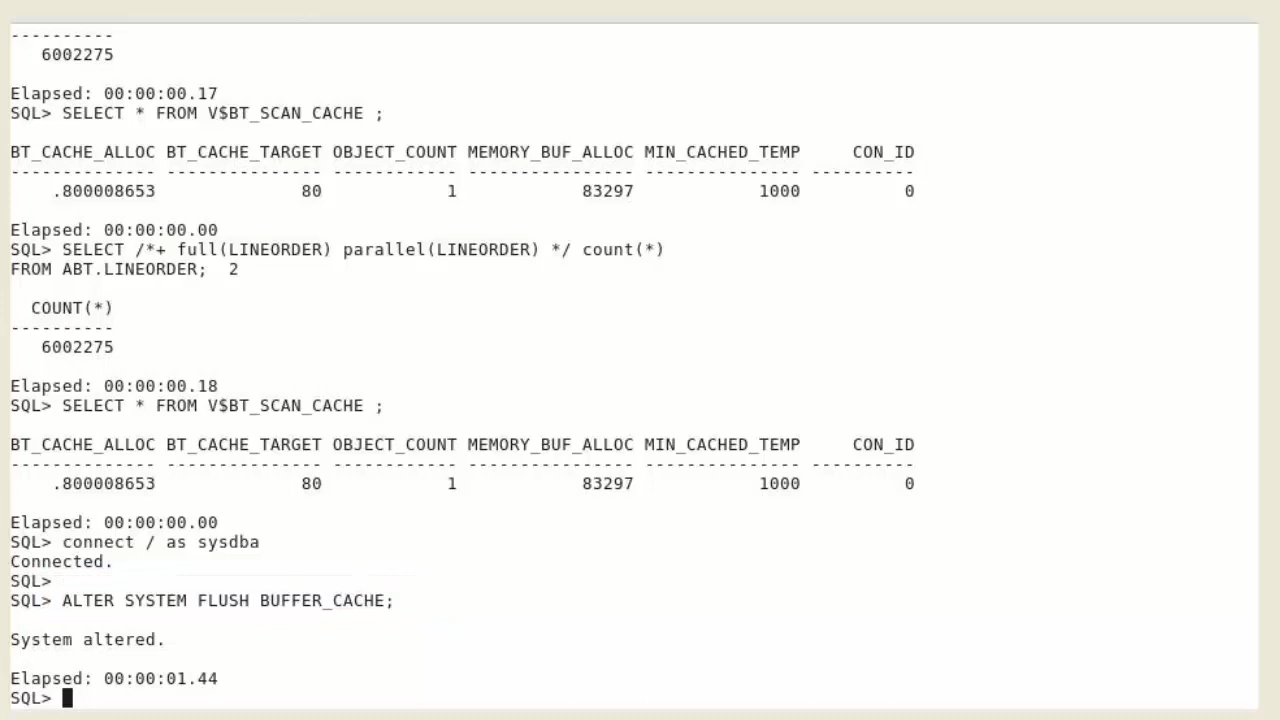 ----------
   6002275
Elapsed: 00:00:00.17
SQL> SELECT * FROM V$BT_SCAN_CACHE ;
BT_CACHE_ALLOC BT_CACHE_TARGET OBJECT_COUNT MEMORY_BUF_ALLOC MIN_CACHED_TEMP     CON_ID
-------------- --------------- ------------ ---------------- --------------- ----------
    .800008653              80            1            83297            1000          0
Elapsed: 00:00:00.00
SQL> SELECT /*+ full(LINEORDER) parallel(LINEORDER) */ count(*)
FROM ABT.LINEORDER;  2
  COUNT(*)
----------
   6002275
Elapsed: 00:00:00.18
SQL> SELECT * FROM V$BT_SCAN_CACHE ;
BT_CACHE_ALLOC BT_CACHE_TARGET OBJECT_COUNT MEMORY_BUF_ALLOC MIN_CACHED_TEMP     CON_ID
-------------- --------------- ------------ ---------------- --------------- ----------
    .800008653              80            1            83297            1000          0
Elapsed: 00:00:00.00
SQL> connect / as sysdba
Connected.
SQL>
SQL> ALTER SYSTEM FLUSH BUFFER_CACHE;
System altered.
Elapsed: 00:00:01.44
SQL>